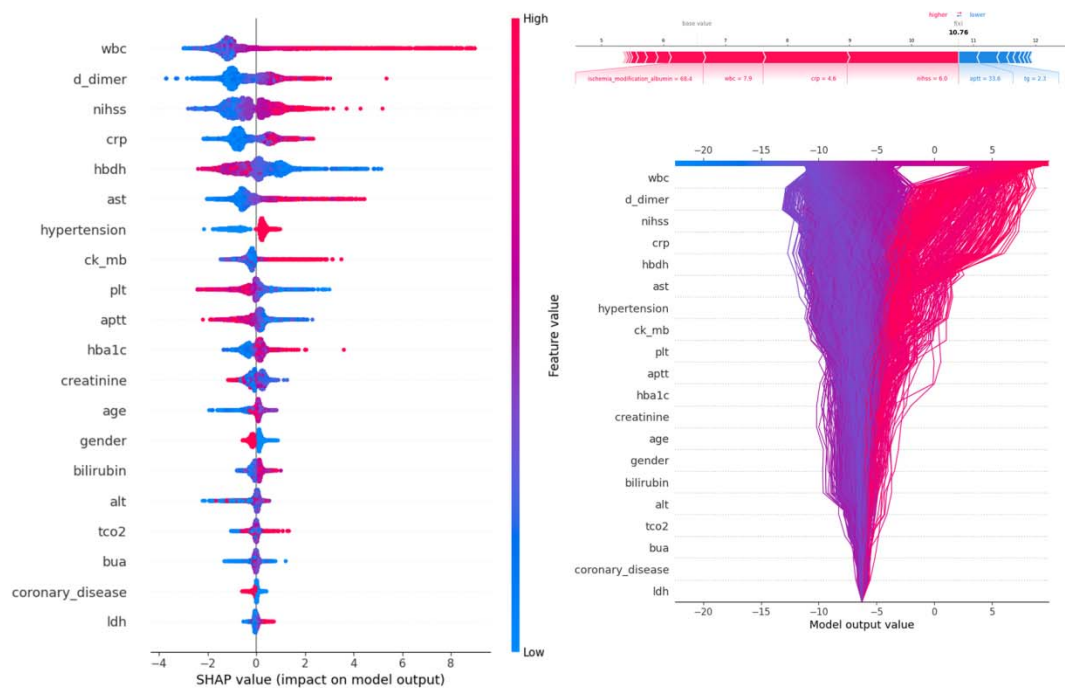 High
wbc
d_dimer
nihss
crp
hbdh
ast
hypertension
ck_mb
plt
aptt
hba1c
creatinine
age
gender
bilirubin
alt
tco2
bua
coronary_disease
ldh
−4 −2 0 2 4 6 8
SHAP value (impact on model output)
Feature value
Low
higher ⇄ lower
base value f(x)
10.76
5 6 7 8 9 10 11 12
ischemia_modification_albumin = 68.4 wbc = 7.9 crp = 4.6 nihss = 6.0 aptt = 33.6 tg = 2.3
−20 −15 −10 −5 0 5
wbc
d_dimer
nihss
crp
hbdh
ast
hypertension
ck_mb
plt
aptt
hba1c
creatinine
age
gender
bilirubin
alt
tco2
bua
coronary_disease
ldh
−20 −15 −10 −5 0 5
Model output value